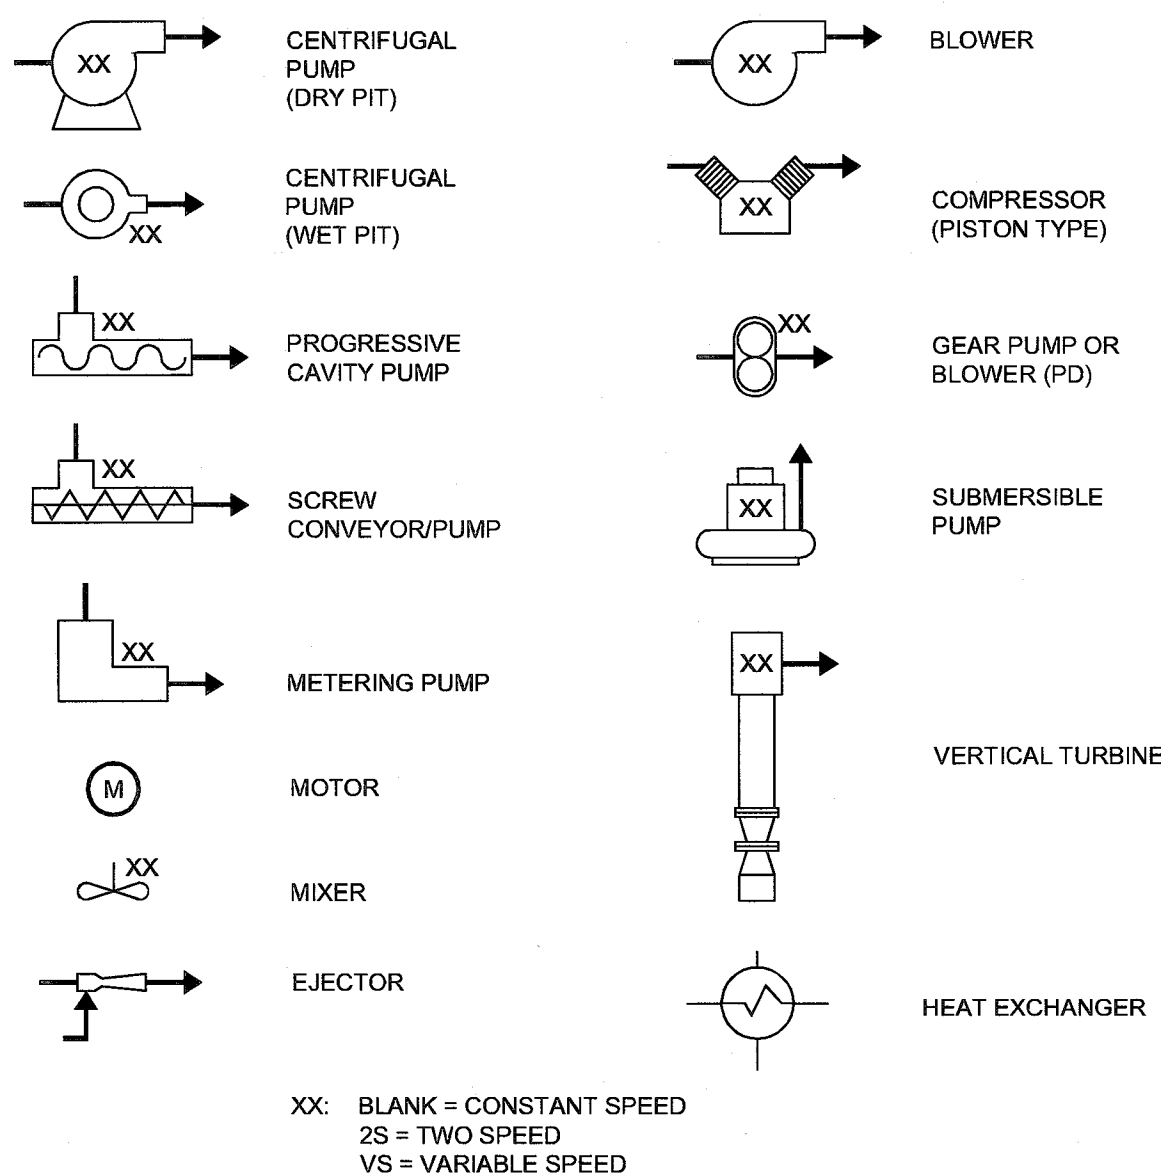 XX
CENTRIFUGAL
PUMP
(DRY PIT)
XX
CENTRIFUGAL
PUMP
(WET PIT)
XX
PROGRESSIVE
CAVITY PUMP
XX
SCREW
CONVEYOR/PUMP
XX
METERING PUMP
M
MOTOR
XX
MIXER
EJECTOR
XX
BLOWER
XX
COMPRESSOR
(PISTON TYPE)
XX
GEAR PUMP OR
BLOWER (PD)
XX
SUBMERSIBLE
PUMP
XX
VERTICAL TURBINE
HEAT EXCHANGER
XX: BLANK = CONSTANT SPEED
2S = TWO SPEED
VS = VARIABLE SPEED